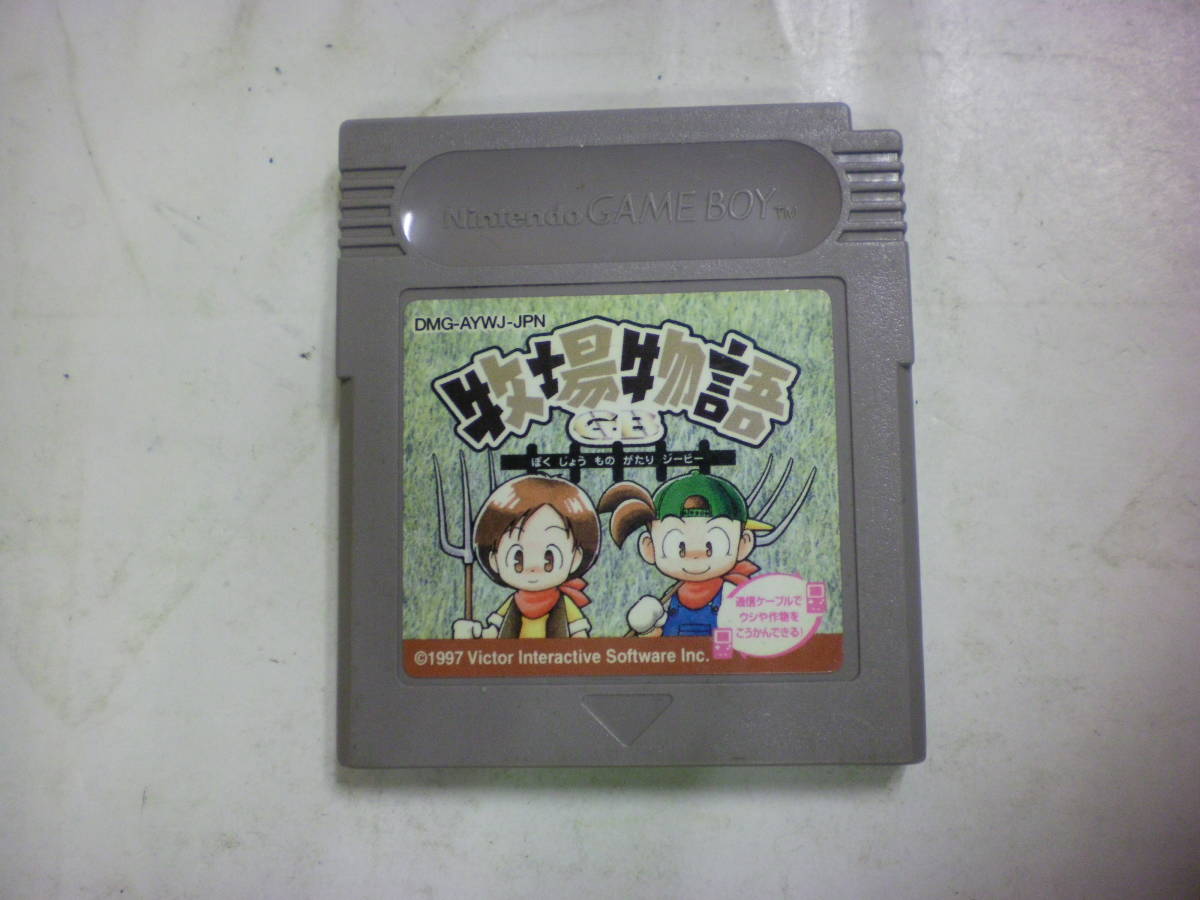 Nintendo GAME BOY™
DMG-AYWJ-JPN
牧場物語
GB
ぼくじょう もの がたり ジービー
©1997 Victor Interactive Software Inc.
通信ケーブルで
ウシや作物を
こうかんできる!